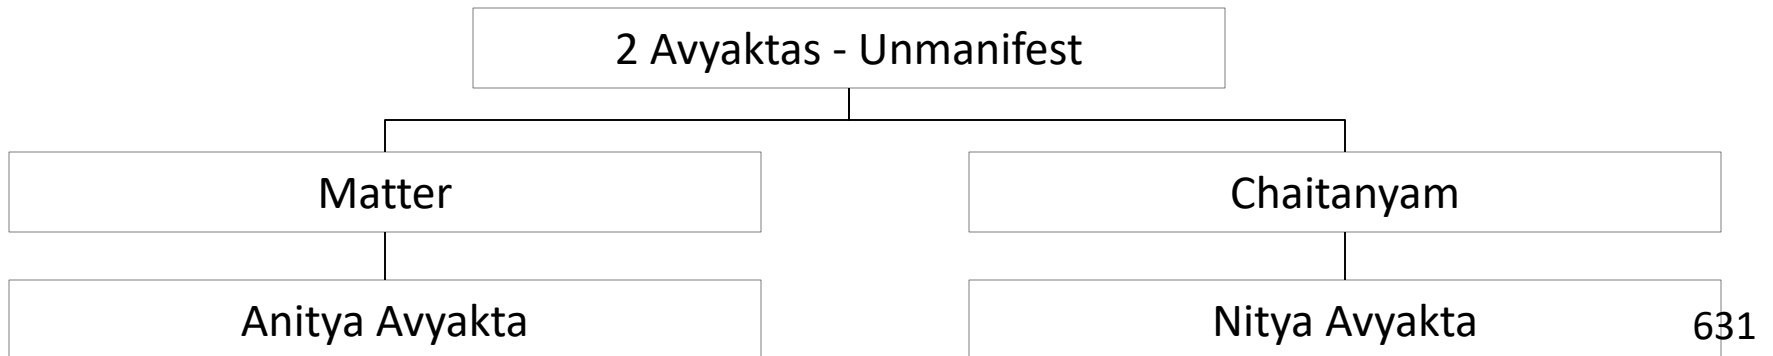 2 Avyaktas - Unmanifest
Matter
Chaitanyam
Anitya Avyakta
Nitya Avyakta
631